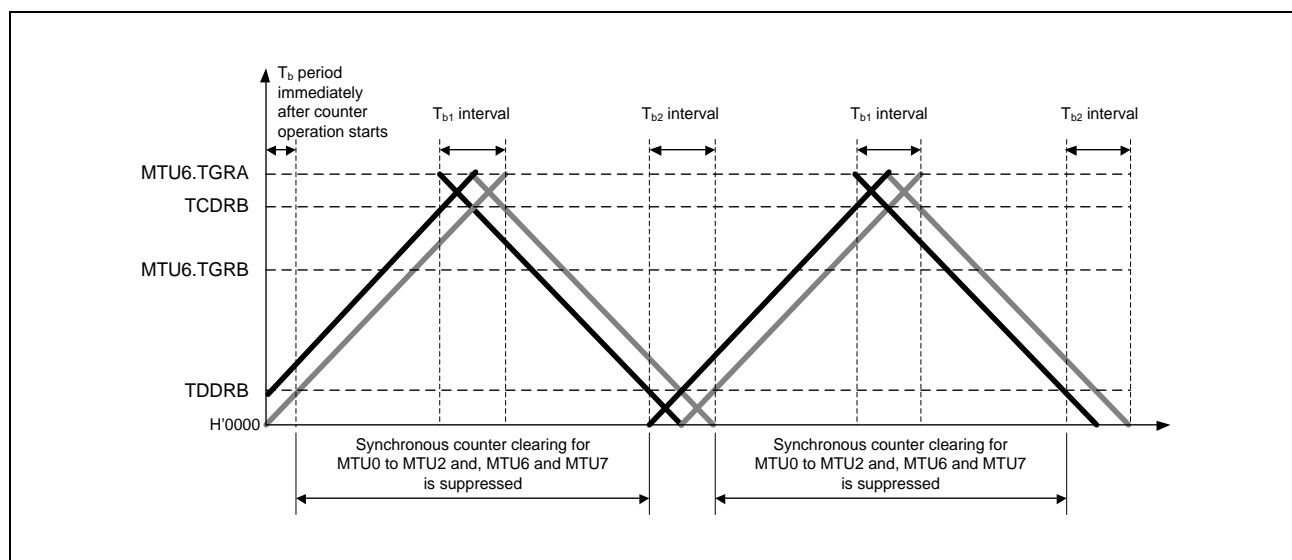 Tb period
immediately
after counter
operation starts
Tb1 interval
Tb2 interval
Tb1 interval
Tb2 interval
MTU6.TGRA
TCDRB
MTU6.TGRB
TDDRB
H'0000
Synchronous counter clearing for
MTU0 to MTU2 and, MTU6 and MTU7
is suppressed
Synchronous counter clearing for
MTU0 to MTU2 and, MTU6 and MTU7
is suppressed